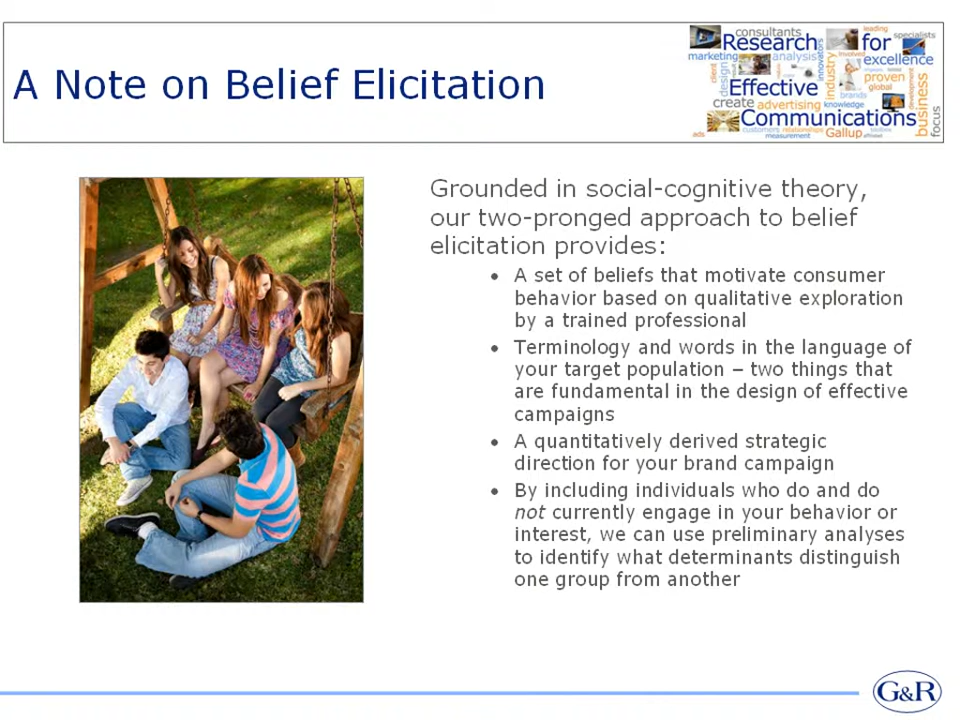 A Note on Belief Elicitation
consultants
leading
Research
for
specialists
marketing
analysis
innovators
involved
excellence
client
design
industry
proven
global
Effective
brands
create
advertising
knowledge
development
business
focus
Communications
ads
customers
relationships
Gallup
measurement
Grounded in social-cognitive theory,
our two-pronged approach to belief
elicitation provides:
• A set of beliefs that motivate consumer
behavior based on qualitative exploration
by a trained professional
• Terminology and words in the language of
your target population – two things that
are fundamental in the design of effective
campaigns
• A quantitatively derived strategic
direction for your brand campaign
• By including individuals who do and do
not currently engage in your behavior or
interest, we can use preliminary analyses
to identify what determinants distinguish
one group from another
G&R